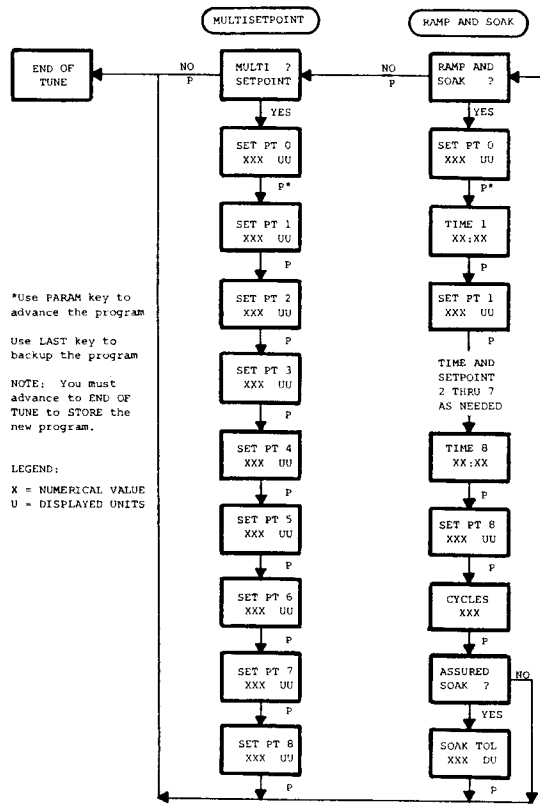 MULTISETPOINT
RAMP AND SOAK
END OF
TUNE
NO
P
MULTI ?
SETPOINT
NO
P
RAMP AND
SOAK ?
YES
YES
SET PT 0
XXX UU
SET PT 0
XXX UU
P*
P*
SET PT 1
XXX UU
TIME 1
XX:XX
P
P
SET PT 2
XXX UU
SET PT 1
XXX UU
P
P
*Use PARAM key to
advance the program
Use LAST key to
backup the program
NOTE: You must
advance to END OF
TUNE to STORE the
new program.
LEGEND:
X = NUMERICAL VALUE
U = DISPLAYED UNITS
SET PT 3
XXX UU
TIME AND
SETPOINT
2 THRU 7
AS NEEDED
P
SET PT 4
XXX UU
TIME 8
XX:XX
P
P
SET PT 5
XXX UU
SET PT 8
XXX UU
P
P
SET PT 6
XXX UU
CYCLES
XXX
P
P
SET PT 7
XXX UU
ASSURED
SOAK ?
NO
P
YES
SET PT 8
XXX UU
SOAK TOL
XXX DU
P
P